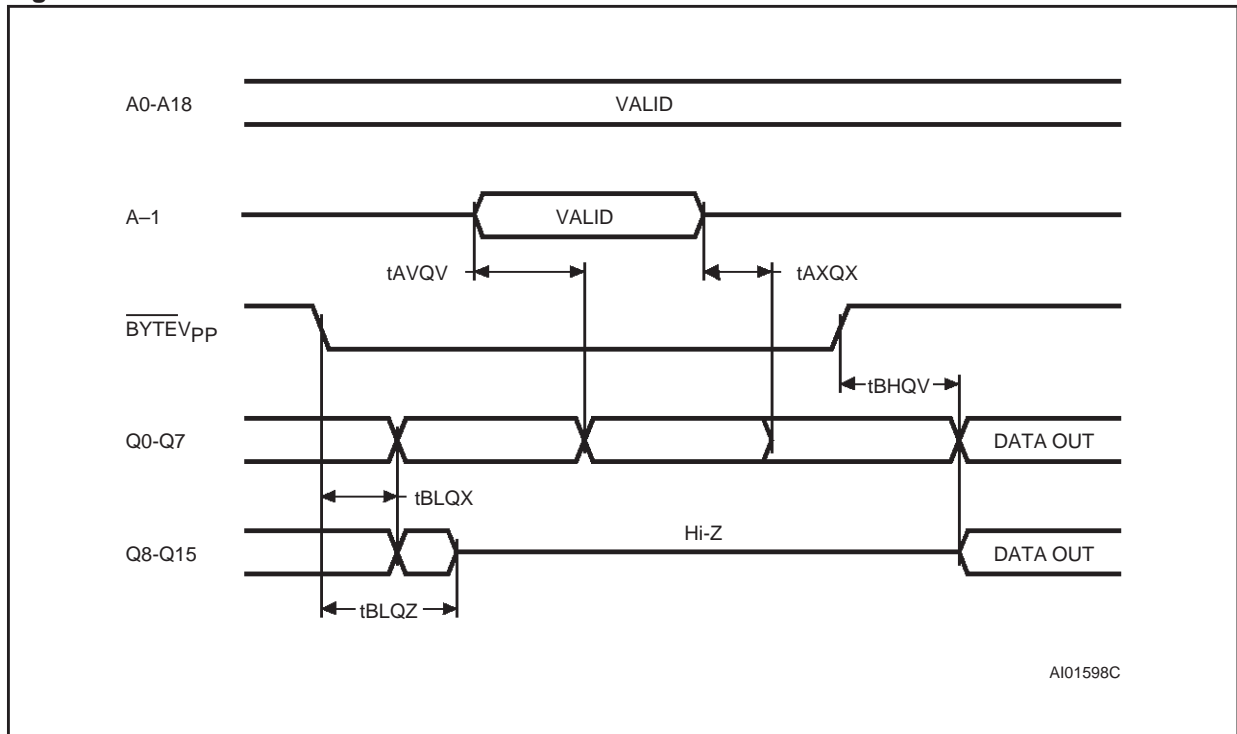 A0-A18
VALID
A–1
VALID
tAVQV
tAXQX
BYTEVPP
tBHQV
Q0-Q7
DATA OUT
tBLQX
Hi-Z
Q8-Q15
DATA OUT
tBLQZ
AI01598C